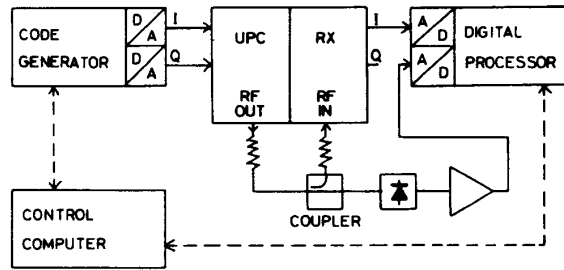 CODE
GENERATOR
D
A
D
A
I
Q
UPC
RX
RF
OUT
RF
IN
I
Q
A
D
A
D
DIGITAL
PROCESSOR
COUPLER
CONTROL
COMPUTER